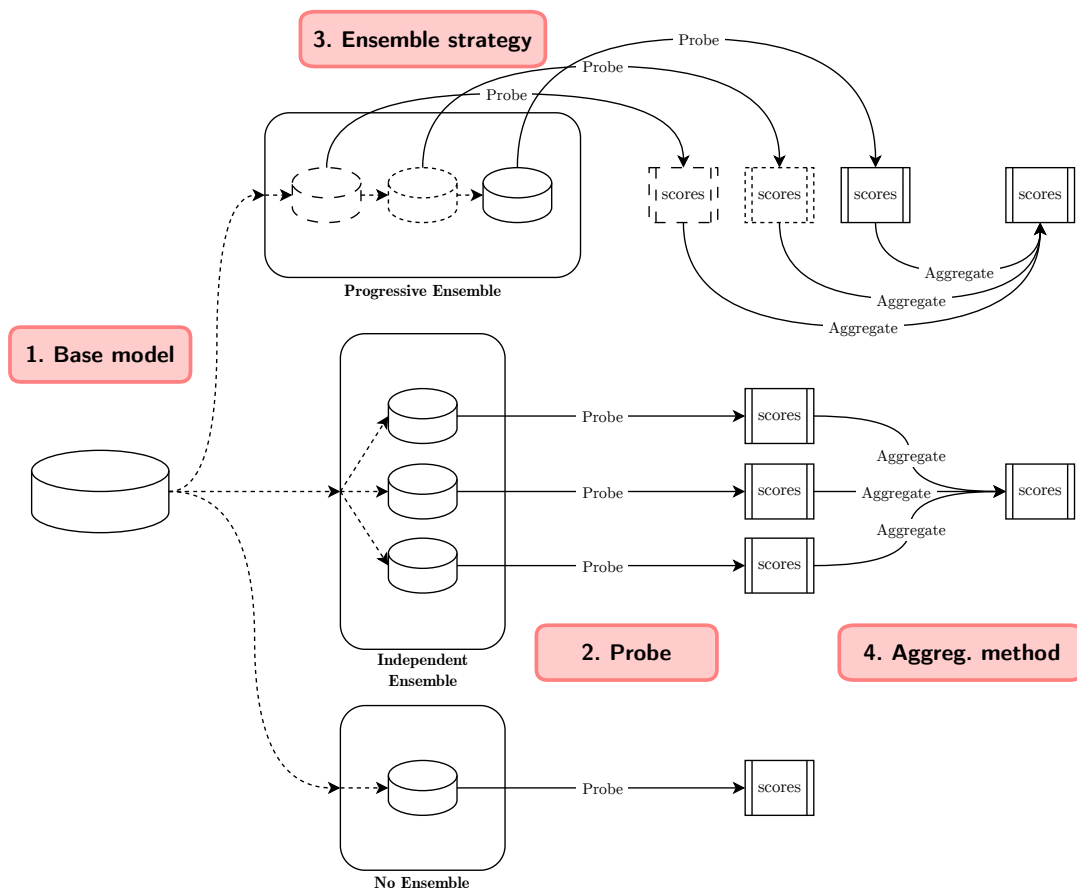 3. Ensemble strategy
Probe
Probe
Probe
scores
scores
scores
scores
Aggregate
Aggregate
Aggregate
Progressive Ensemble
1. Base model
Probe
scores
Aggregate
Probe
scores
Aggregate
scores
Aggregate
Probe
scores
2. Probe
4. Aggreg. method
Independent
Ensemble
Probe
scores
No Ensemble